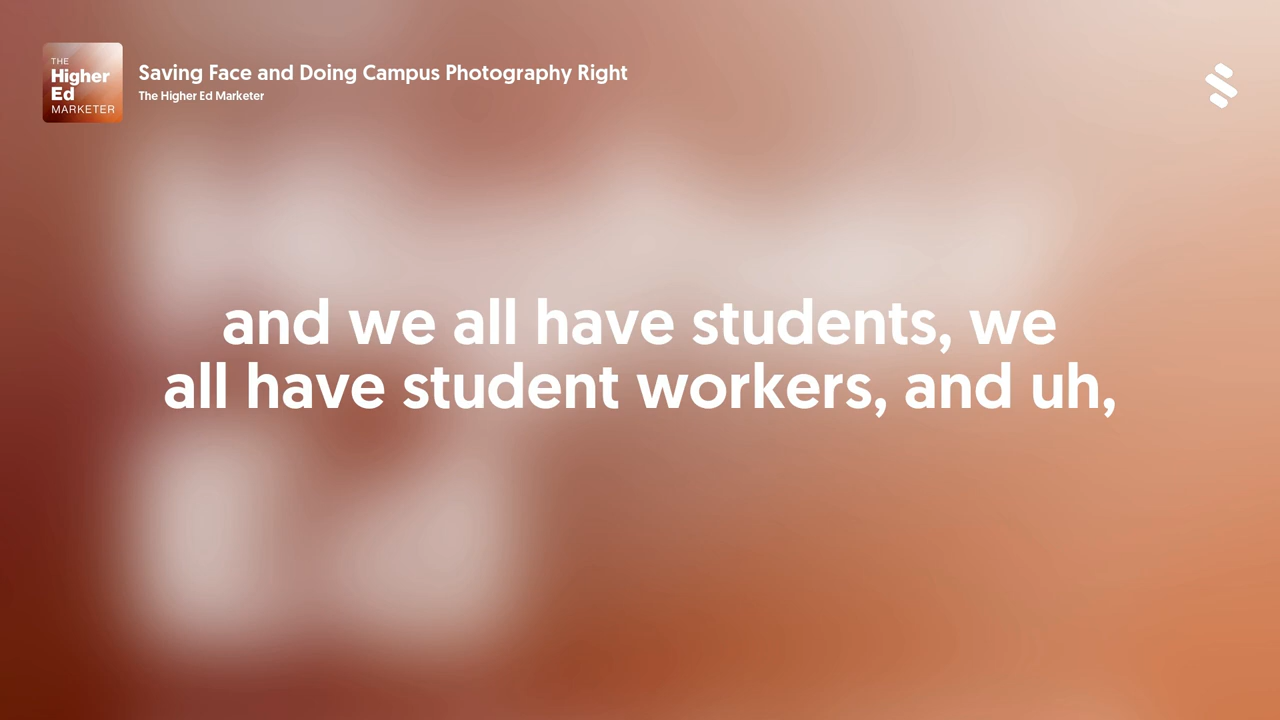 THE
Higher
Ed
MARKETER
Saving Face and Doing Campus Photography Right
The Higher Ed Marketer
and we all have students, we
all have student workers, and uh,